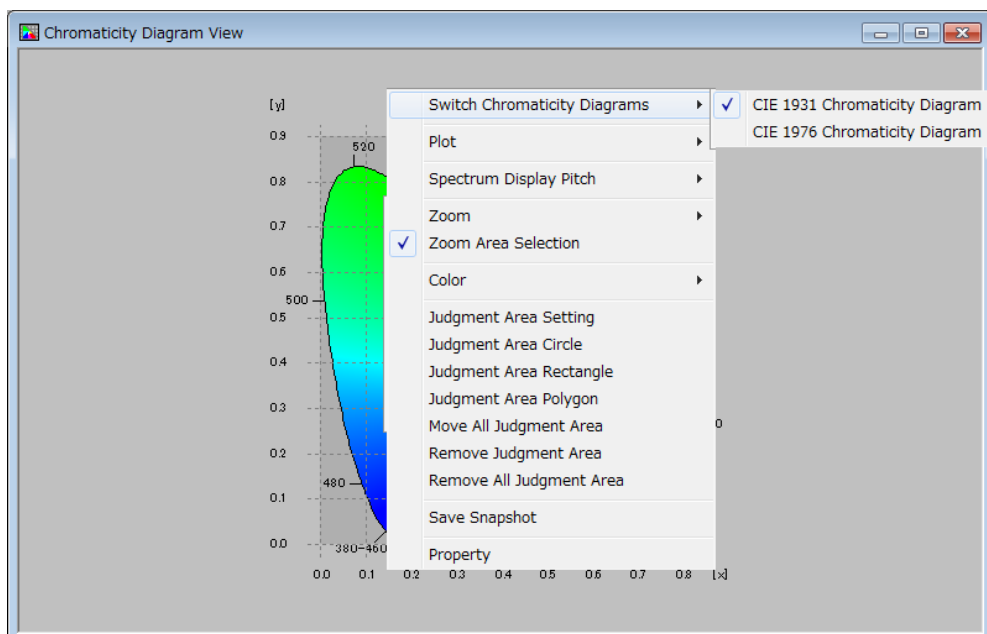 Chromaticity Diagram View
[y]
0.9
520
0.8
0.7
0.6
500
0.5
0.4
0.3
0.2
480
0.1
0.0
380-460
0.0 0.1 0.2 0.3 0.4 0.5 0.6 0.7 0.8 [x]
Switch Chromaticity Diagrams
Plot
Spectrum Display Pitch
Zoom
Zoom Area Selection
Color
Judgment Area Setting
Judgment Area Circle
Judgment Area Rectangle
Judgment Area Polygon
Move All Judgment Area
Remove Judgment Area
Remove All Judgment Area
Save Snapshot
Property
CIE 1931 Chromaticity Diagram
CIE 1976 Chromaticity Diagram
0